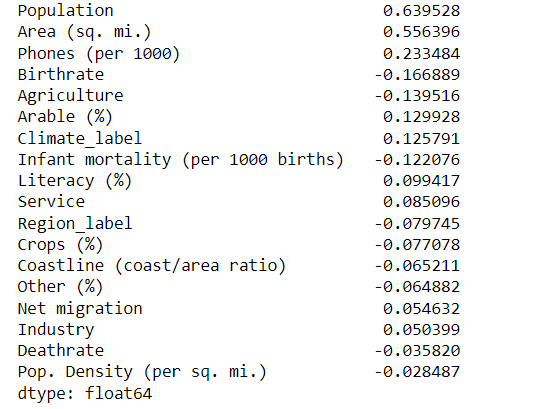 Population 0.639528
Area (sq. mi.) 0.556396
Phones (per 1000) 0.233484
Birthrate -0.166889
Agriculture -0.139516
Arable (%) 0.129928
Climate_label 0.125791
Infant mortality (per 1000 births) -0.122076
Literacy (%) 0.099417
Service 0.085096
Region_label -0.079745
Crops (%) -0.077078
Coastline (coast/area ratio) -0.065211
Other (%) -0.064882
Net migration 0.054632
Industry 0.050399
Deathrate -0.035820
Pop. Density (per sq. mi.) -0.028487
dtype: float64